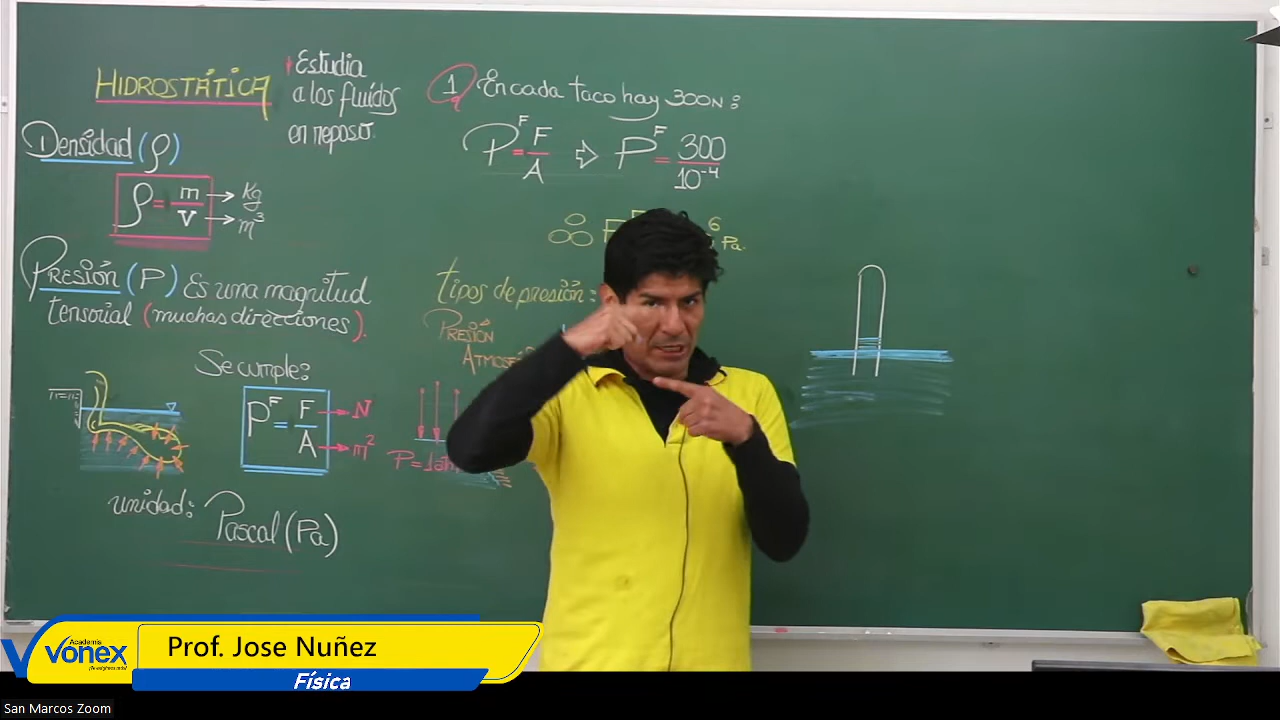 HIDROSTÁTICA
Estudia
a los fluidos
en reposo.
Densidad (ρ)
ρ = m/V
Kg
m³
PRESIÓN (P) Es una magnitud
tensorial (muchas direcciones).
Se cumple:
P^F = F/A
N
m²
unidad: Pascal (Pa)
1 En cada taco hay 300N:
P^F = F/A ⇨ P^F = 300/10⁻⁴
6
Pa.
tipos de presión:
PRESIÓN
P=1
Prof. Jose Nuñez
Física
Academia
vonex
San Marcos Zoom